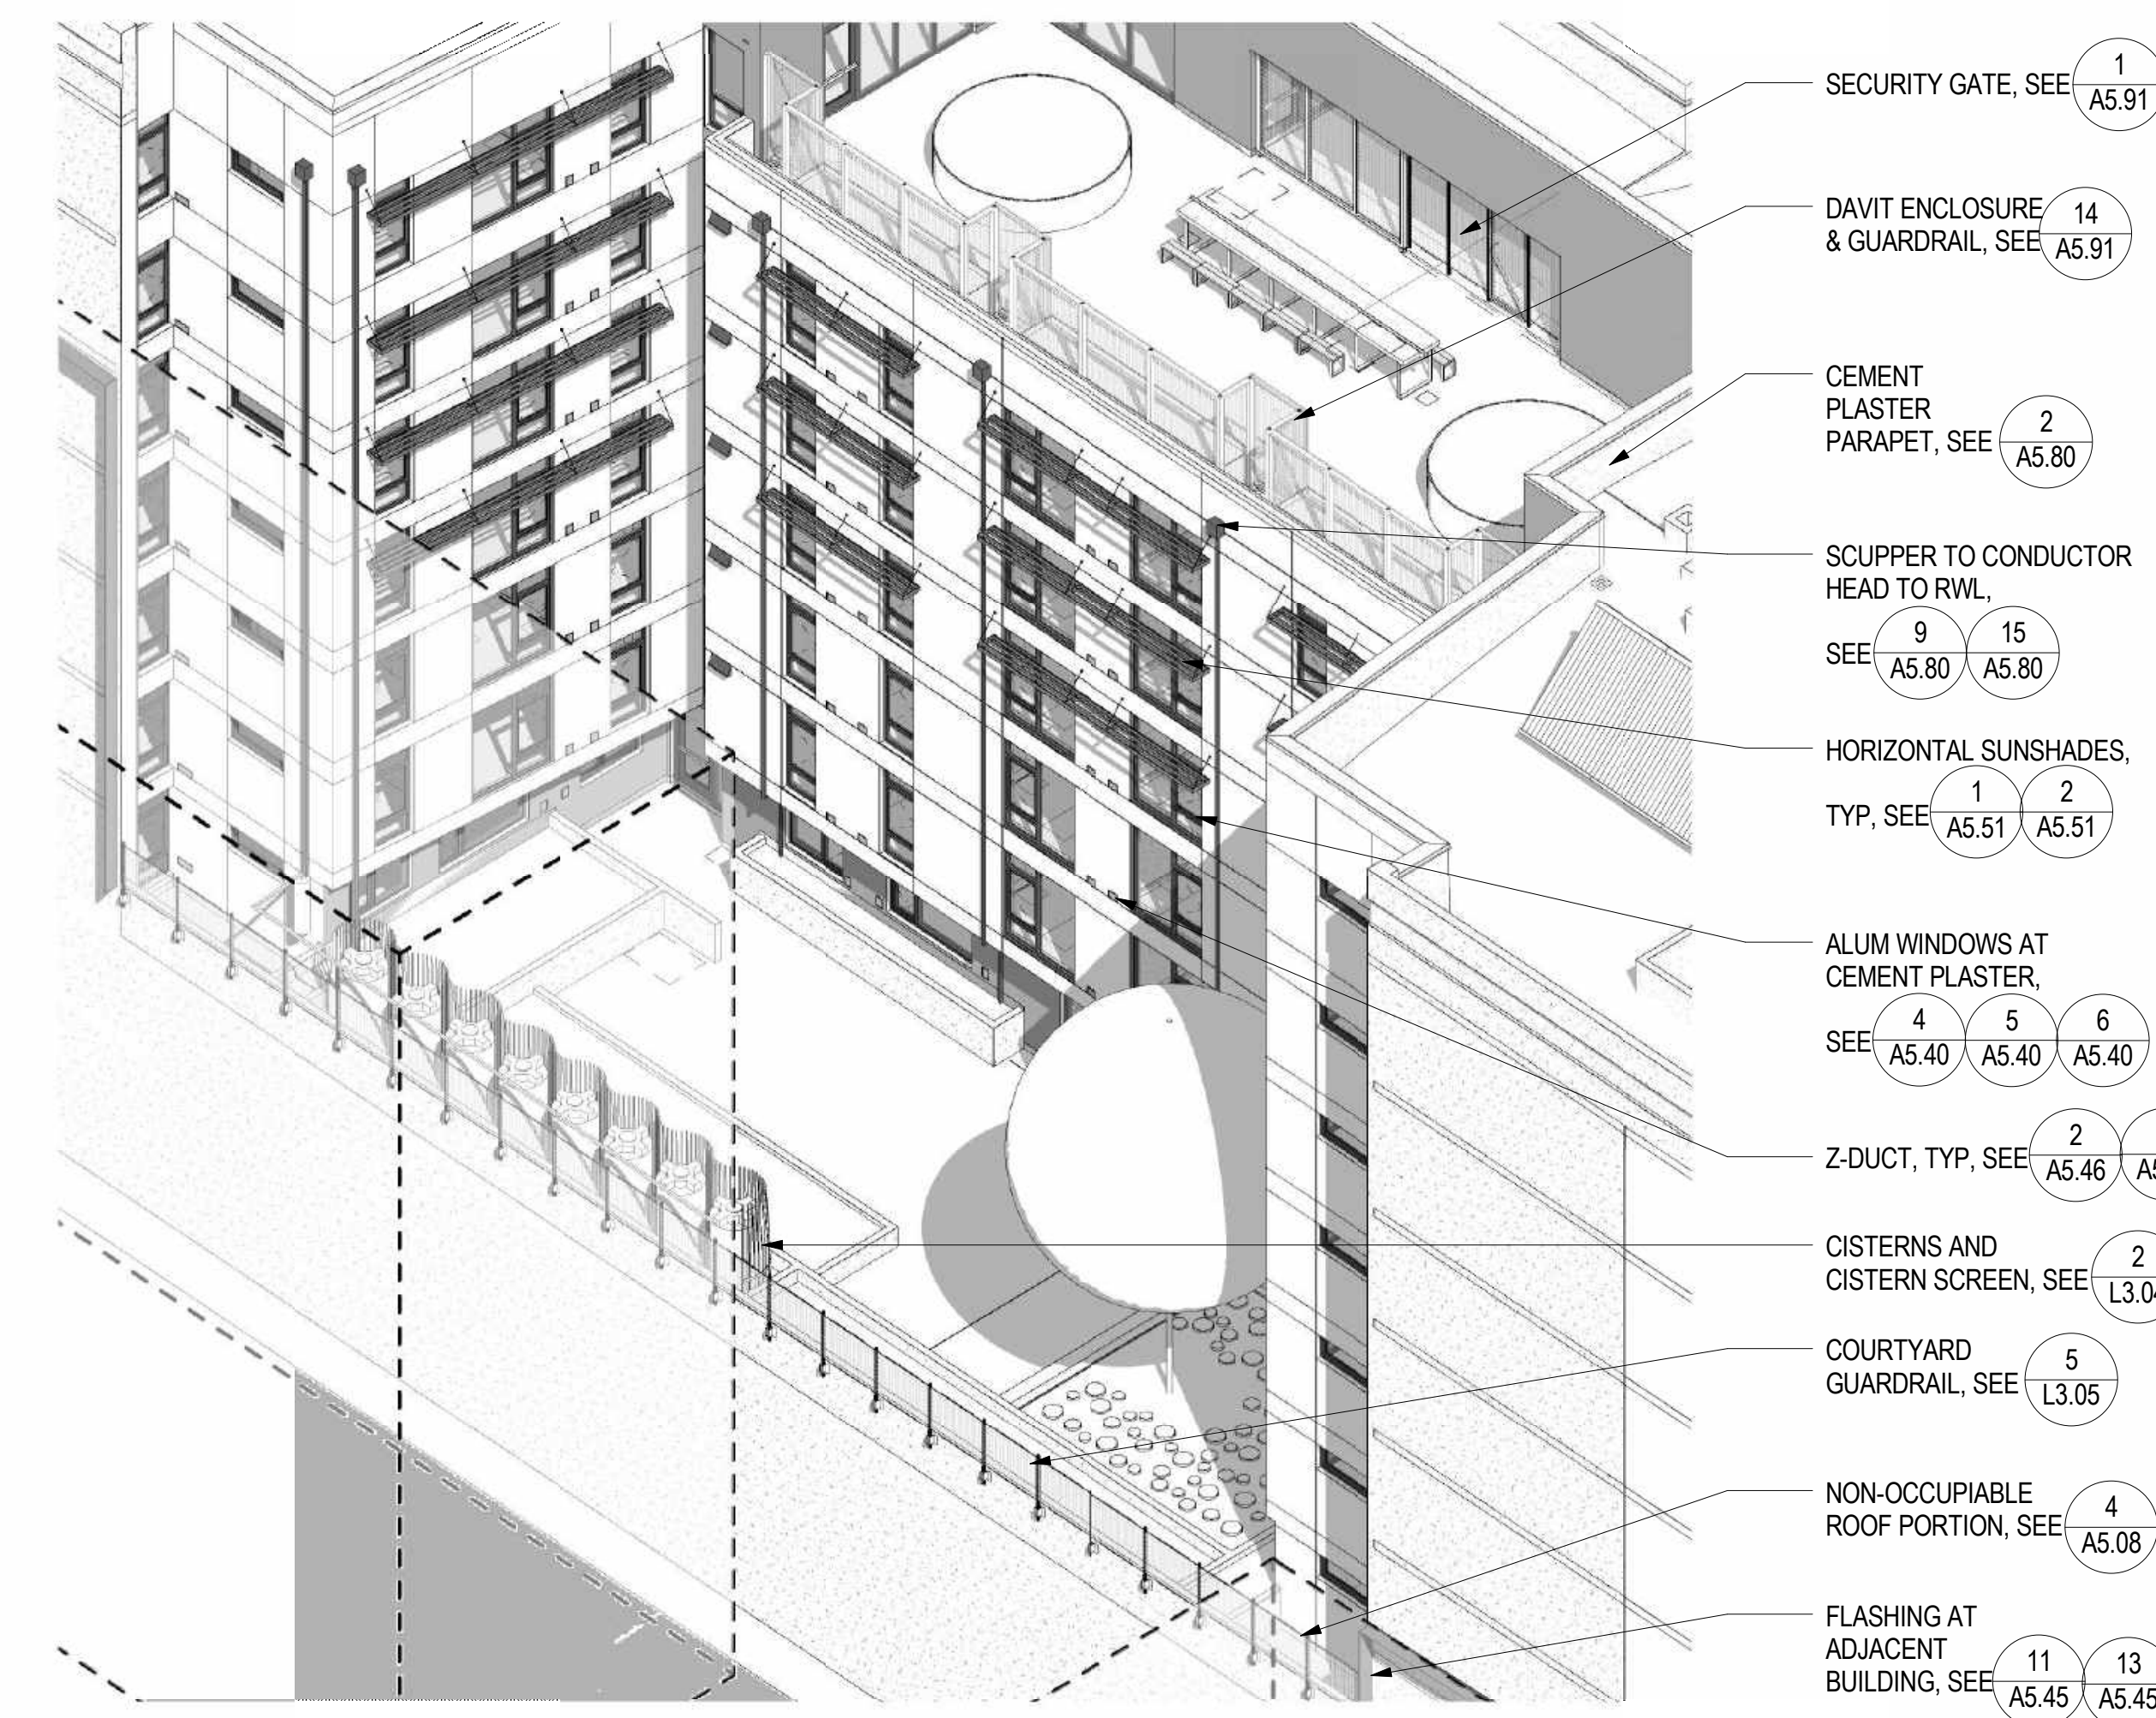 SECURITY GATE, SEE 1
A5.91
DAVIT ENCLOSURE 14
& GUARDRAIL, SEE A5.91
CEMENT
PLASTER 2
PARAPET, SEE A5.80
SCUPPER TO CONDUCTOR
HEAD TO RWL,
9 15
SEE A5.80 A5.80
HORIZONTAL SUNSHADES,
1 2
TYP, SEE A5.51 A5.51
ALUM WINDOWS AT
CEMENT PLASTER,
4 5 6
SEE A5.40 A5.40 A5.40
Z-DUCT, TYP, SEE 2
A5.46
CISTERNS AND 2
CISTERN SCREEN, SEE
COURTYARD 5
GUARDRAIL, SEE L3.05
NON-OCCUPIABLE 4
ROOF PORTION, SEE A5.08
FLASHING AT
ADJACENT 11 13
BUILDING, SEE A5.45 A5.45